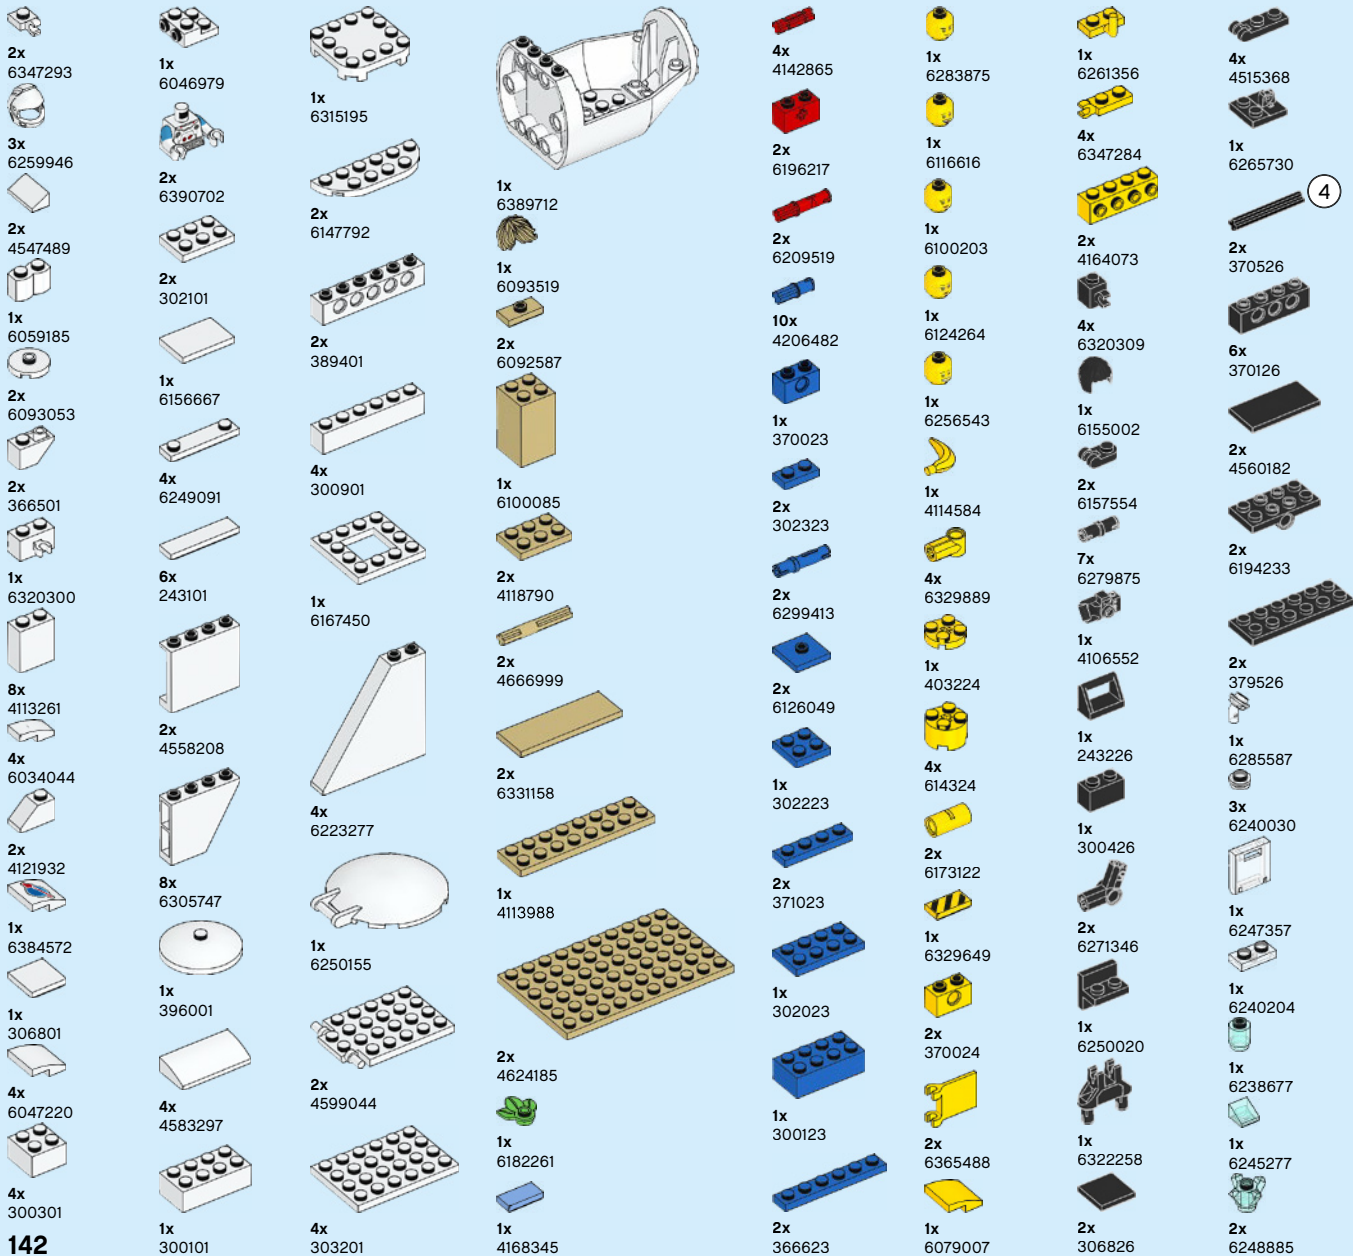 2x
6347293
3x
6259946
2x
4547489
1x
6059185
2x
6093053
2x
366501
1x
6320300
8x
4113261
4x
6034044
2x
4121932
1x
6384572
1x
306801
4x
6047220
4x
300301
142
1x
6046979
2x
6390702
2x
302101
1x
6156667
4x
6249091
6x
243101
2x
4558208
8x
6305747
1x
396001
4x
4583297
1x
300101
1x
6315195
2x
6147792
2x
389401
4x
300901
1x
6167450
4x
6223277
1x
6250155
2x
4599044
4x
303201
1x
6389712
1x
6093519
2x
6092587
1x
6100085
2x
4118790
2x
4666999
2x
6331158
1x
4113988
2x
4624185
1x
6182261
1x
4168345
4x
4142865
2x
6196217
2x
6209519
10x
4206482
1x
370023
2x
302323
2x
6299413
2x
6126049
1x
302223
2x
371023
1x
302023
1x
300123
2x
366623
1x
6283875
1x
6116616
1x
6100203
1x
6124264
1x
6256543
1x
4114584
4x
6329889
1x
403224
4x
614324
2x
6173122
1x
6329649
2x
370024
2x
6365488
1x
6079007
1x
6261356
4x
6347284
2x
4164073
4x
6320309
1x
6155002
2x
6157554
7x
6279875
1x
4106552
1x
243226
1x
300426
2x
6271346
1x
6250020
1x
6322258
2x
306826
4x
4515368
1x
6265730
4
2x
370526
6x
370126
2x
4560182
2x
6194233
2x
379526
1x
6285587
3x
6240030
1x
6247357
1x
6240204
1x
6238677
1x
6245277
2x
6248885